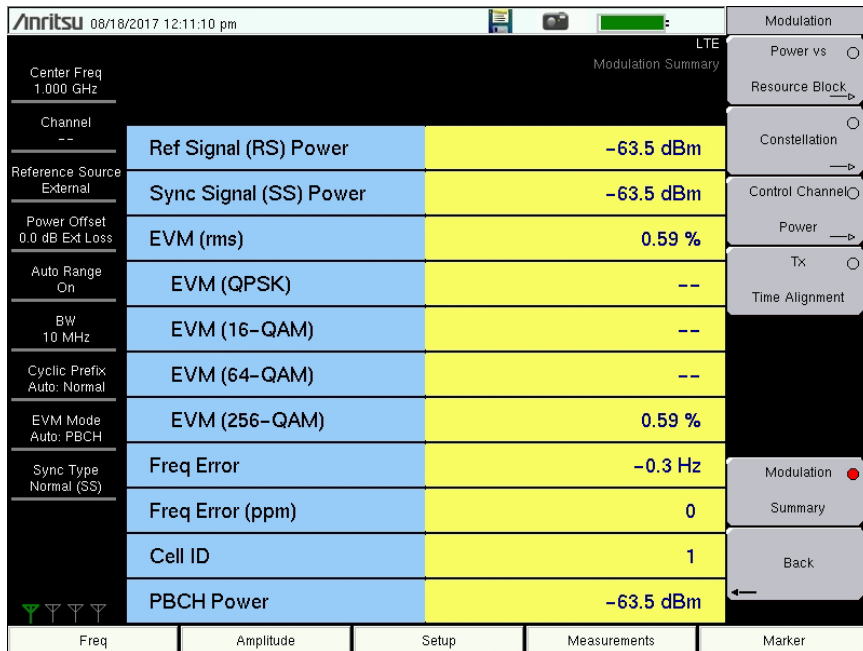 Anritsu 08/18/2017 12:11:10 pm
LTE
Modulation Summary
Center Freq
1.000 GHz
Channel
--
Reference Source
External
Power Offset
0.0 dB Ext Loss
Auto Range
On
BW
10 MHz
Cyclic Prefix
Auto: Normal
EVM Mode
Auto: PBCH
Sync Type
Normal (SS)
Ref Signal (RS) Power -63.5 dBm
Sync Signal (SS) Power -63.5 dBm
EVM (rms) 0.59 %
EVM (QPSK) --
EVM (16-QAM) --
EVM (64-QAM) --
EVM (256-QAM) 0.59 %
Freq Error -0.3 Hz
Freq Error (ppm) 0
Cell ID 1
PBCH Power -63.5 dBm
Modulation
Power vs
Resource Block
Constellation
Control Channel
Power
Tx
Time Alignment
Modulation
Summary
Back
Freq Amplitude Setup Measurements Marker